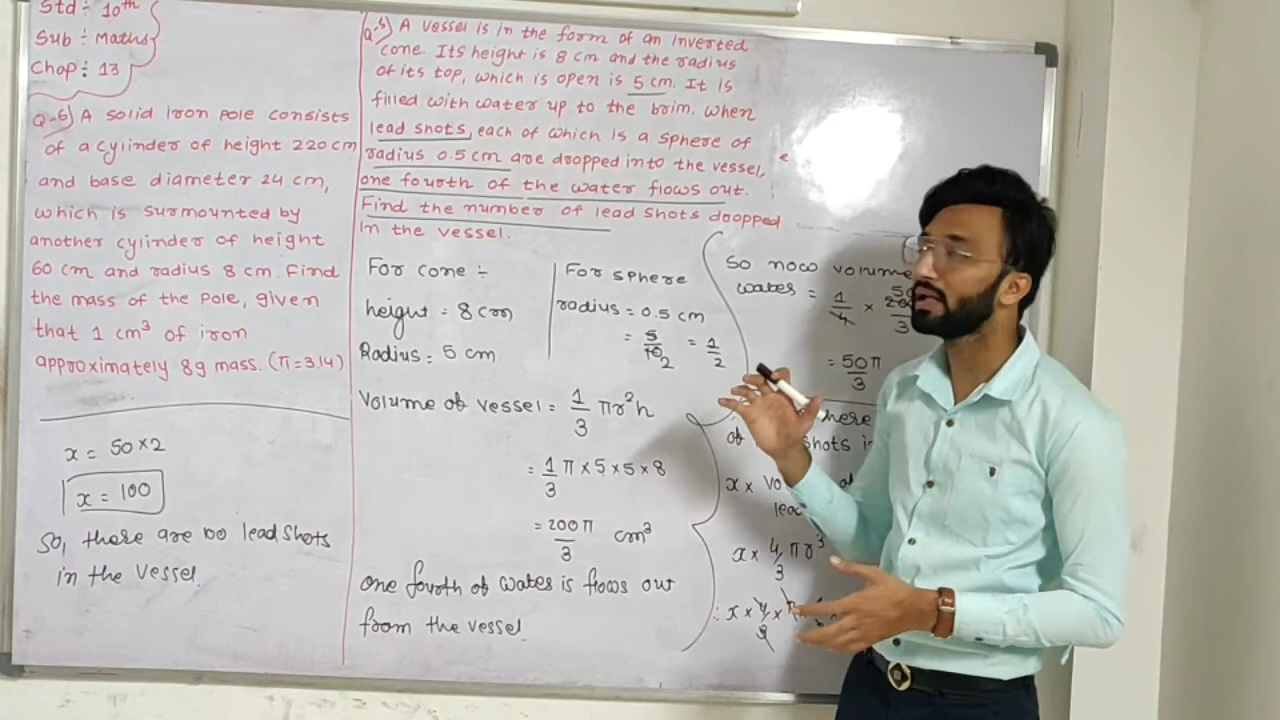 Std ÷ 10th
Sub ÷ Maths
Chap ÷ 13
Q-6) A solid Iron pole consists
of a cylinder of height 220 cm
and base diameter 24 cm,
which is surmounted by
another cylinder of height
60 cm and radius 8 cm. Find
the mass of the pole, given
that 1 cm³ of iron
approximately 8g mass. (π=3.14)
x = 50×2
x = 100
So, there are 100 lead shots
in the vessel.
Q-5) A vessel is in the form of an inverted
cone. Its height is 8 cm and the radius
of its top, which is open is 5 cm. It is
filled with water up to the brim. When
lead shots, each of which is a sphere of
radius 0.5 cm are dropped into the vessel,
one fourth of the water flows out.
Find the number of lead shots dropped
in the vessel.
For cone ÷
height = 8 cm
Radius = 5 cm
For sphere
radius = 0.5 cm
= 5/10 2 = 1/2
Volume of vessel = 1/3 πr²h
= 1/3 π × 5 × 5 × 8
= 200π/3 cm³
one fourth of water is flows out
from the vessel.
So now volume
water = 1/4 ×
= 50π/3
here
of shots
x × Vo
lead
x × 4/3 πr³
∴ x × 4/3 ×